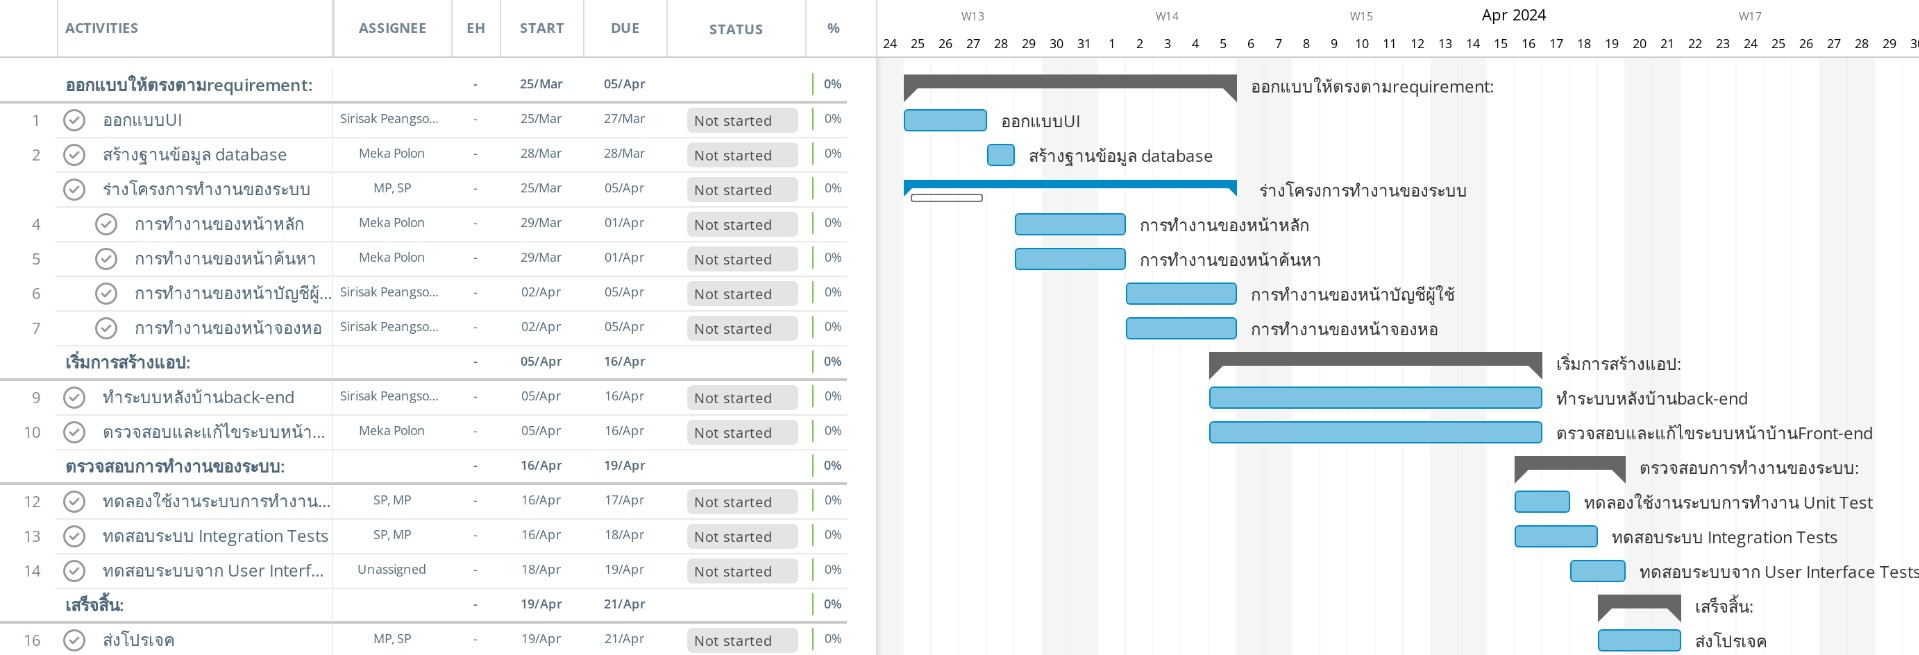 ACTIVITIES ASSIGNEE EH START DUE STATUS % W13 W14 W15 Apr 2024 W17
24 25 26 27 28 29 30 31 1 2 3 4 5 6 7 8 9 10 11 12 13 14 15 16 17 18 19 20 21 22 23 24 25 26 27 28 29
ออกแบบให้ตรงตามrequirement: - 25/Mar 05/Apr 0% ออกแบบให้ตรงตามrequirement:
1 ออกแบบUI Sirisak Peangso... - 25/Mar 27/Mar Not started 0% ออกแบบUI
2 สร้างฐานข้อมูล database Meka Polon - 28/Mar 28/Mar Not started 0% สร้างฐานข้อมูล database
ร่างโครงการทำงานของระบบ MP, SP - 25/Mar 05/Apr Not started 0% ร่างโครงการทำงานของระบบ
4 การทำงานของหน้าหลัก Meka Polon - 29/Mar 01/Apr Not started 0% การทำงานของหน้าหลัก
5 การทำงานของหน้าค้นหา Meka Polon - 29/Mar 01/Apr Not started 0% การทำงานของหน้าค้นหา
6 การทำงานของหน้าบัญชีผู้... Sirisak Peangso... - 02/Apr 05/Apr Not started 0% การทำงานของหน้าบัญชีผู้ใช้
7 การทำงานของหน้าจองหอ Sirisak Peangso... - 02/Apr 05/Apr Not started 0% การทำงานของหน้าจองหอ
เริ่มการสร้างแอป: - 05/Apr 16/Apr 0% เริ่มการสร้างแอป:
9 ทำระบบหลังบ้านback-end Sirisak Peangso... - 05/Apr 16/Apr Not started 0% ทำระบบหลังบ้านback-end
10 ตรวจสอบและแก้ไขระบบหน้า... Meka Polon - 05/Apr 16/Apr Not started 0% ตรวจสอบและแก้ไขระบบหน้าบ้านFront-end
ตรวจสอบการทำงานของระบบ: - 16/Apr 19/Apr 0% ตรวจสอบการทำงานของระบบ:
12 ทดลองใช้งานระบบการทำงาน... SP, MP - 16/Apr 17/Apr Not started 0% ทดลองใช้งานระบบการทำงาน Unit Test
13 ทดสอบระบบ Integration Tests SP, MP - 16/Apr 18/Apr Not started 0% ทดสอบระบบ Integration Tests
14 ทดสอบระบบจาก User Interf... Unassigned - 18/Apr 19/Apr Not started 0% ทดสอบระบบจาก User Interface Tests
เสร็จสิ้น: - 19/Apr 21/Apr 0% เสร็จสิ้น:
16 ส่งโปรเจค MP, SP - 19/Apr 21/Apr Not started 0% ส่งโปรเจค